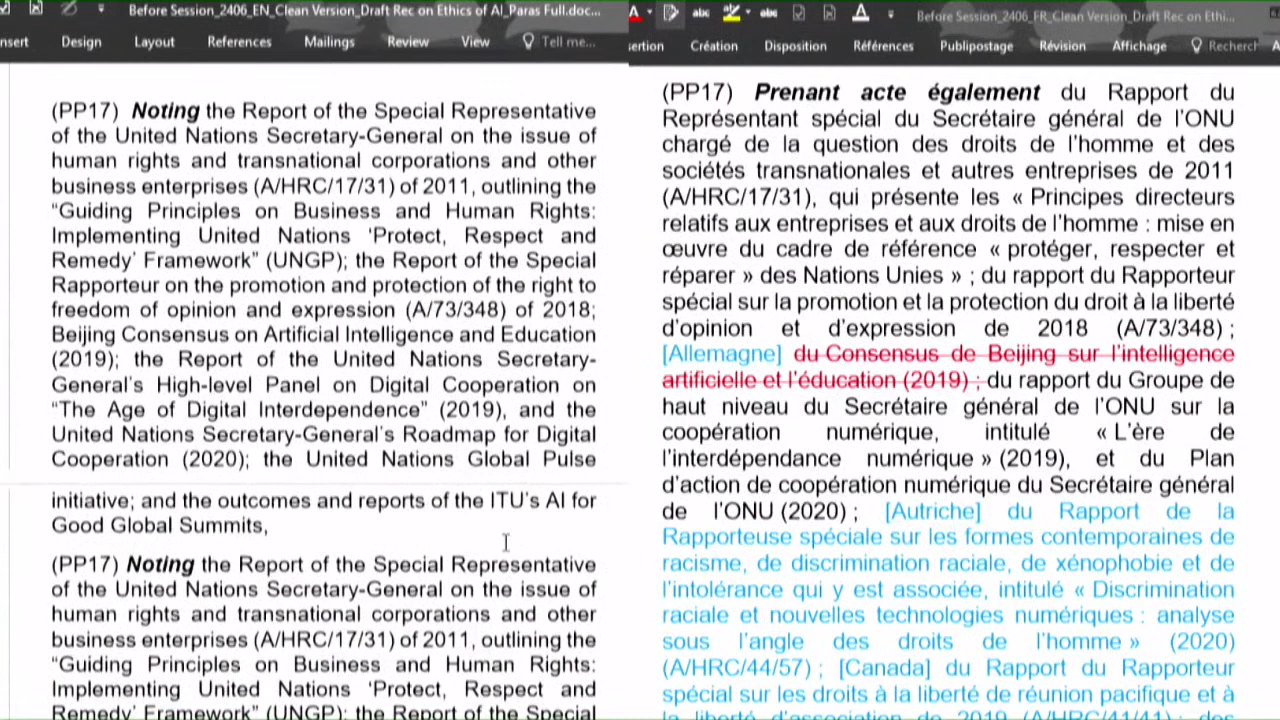 Before Session_2406_EN_Clean Version_Draft Rec on Ethics of AI_Paras Full.doc...
nsert Design Layout References Mailings Review View Tell me...
(PP17) Noting the Report of the Special Representative
of the United Nations Secretary-General on the issue of
human rights and transnational corporations and other
business enterprises (A/HRC/17/31) of 2011, outlining the
“Guiding Principles on Business and Human Rights:
Implementing United Nations ‘Protect, Respect and
Remedy’ Framework” (UNGP); the Report of the Special
Rapporteur on the promotion and protection of the right to
freedom of opinion and expression (A/73/348) of 2018;
Beijing Consensus on Artificial Intelligence and Education
(2019); the Report of the United Nations Secretary-
General’s High-level Panel on Digital Cooperation on
“The Age of Digital Interdependence” (2019), and the
United Nations Secretary-General’s Roadmap for Digital
Cooperation (2020); the United Nations Global Pulse
initiative; and the outcomes and reports of the ITU’s AI for
Good Global Summits,
(PP17) Noting the Report of the Special Representative
of the United Nations Secretary-General on the issue of
human rights and transnational corporations and other
business enterprises (A/HRC/17/31) of 2011, outlining the
“Guiding Principles on Business and Human Rights:
Implementing United Nations ‘Protect, Respect and
Remedy’ Framework” (UNGP); the Report of the Special
Before Session_2406_FR_Clean Version_Draft Rec on Ethi...
sertion Création Disposition Références Publipostage Révision Affichage Recherch
(PP17) Prenant acte également du Rapport du
Représentant spécial du Secrétaire général de l’ONU
chargé de la question des droits de l’homme et des
sociétés transnationales et autres entreprises de 2011
(A/HRC/17/31), qui présente les « Principes directeurs
relatifs aux entreprises et aux droits de l’homme : mise en
œuvre du cadre de référence « protéger, respecter et
réparer » des Nations Unies » ; du rapport du Rapporteur
spécial sur la promotion et la protection du droit à la liberté
d’opinion et d’expression de 2018 (A/73/348) ;
[Allemagne] du Consensus de Beijing sur l’intelligence
artificielle et l’éducation (2019) ; du rapport du Groupe de
haut niveau du Secrétaire général de l’ONU sur la
coopération numérique, intitulé « L’ère de
l’interdépendance numérique » (2019), et du Plan
d’action de coopération numérique du Secrétaire général
de l’ONU (2020) ; [Autriche] du Rapport de la
Rapporteuse spéciale sur les formes contemporaines de
racisme, de discrimination raciale, de xénophobie et de
l’intolérance qui y est associée, intitulé « Discrimination
raciale et nouvelles technologies numériques : analyse
sous l’angle des droits de l’homme » (2020)
(A/HRC/44/57) ; [Canada] du Rapport du Rapporteur
spécial sur les droits à la liberté de réunion pacifique et à
la liberté d’association de 2019 (A/HRC/41/41) ; des